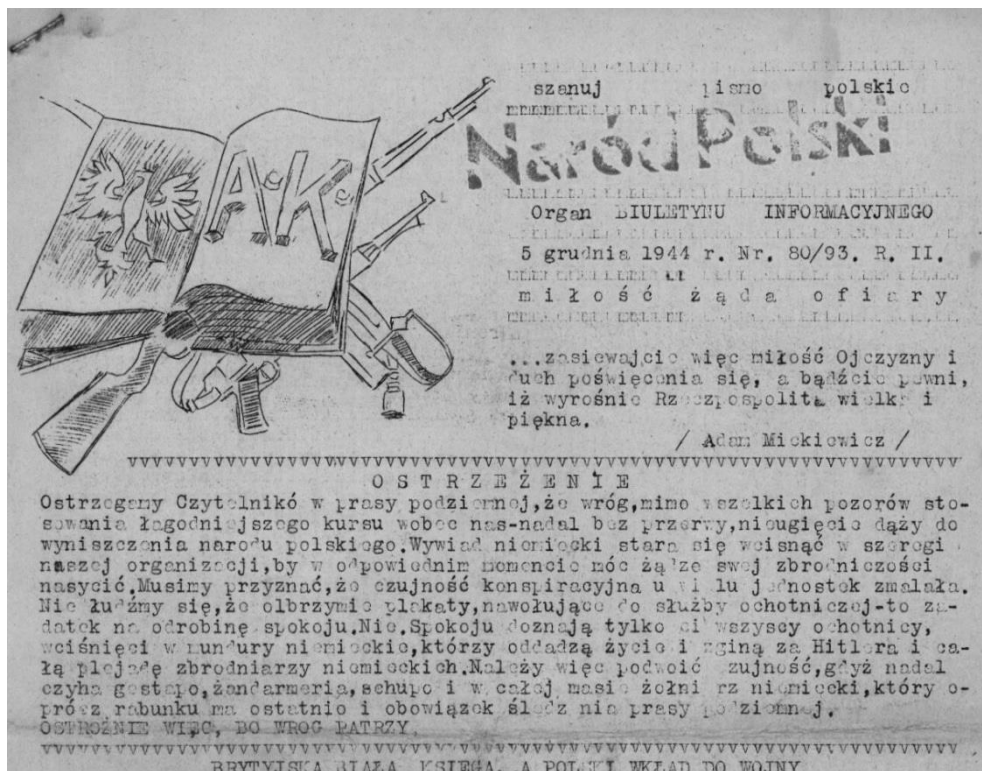 szanuj pismo polskie
Naród Polski
A.K.
Organ BIULETYNU INFORMACYJNEGO
5 grudnia 1944 r. Nr. 80/93. R. II.
miłość żąda ofiary
...zasiewajcie więc miłość Ojczyzny i
duch poświęcenia się, a bądźcie pewni,
iż wyrośnie Rzeczpospolita wielka i
piękna.
/ Adam Mickiewicz /
vvvvvvvvvvvvvvvvvvvvvvvvvvvvvvvvvvvvvvvvvvvvvvvvvvvvvvvvvvvvvvvvvvvvvv
OSTRZEŻENIE
Ostrzegamy Czytelnikó w prasy podziemnej,że wróg,mimo wszelkich pozorów sto-
sowania łagodniejszego kursu wobec nas-nadal bez przerwy,nieugięcie dąży do
wyniszczenia narodu polskiego.Wywiad niemiecki stara się wcisnąć w szeregi
naszej organizacji,by w odpowiednim momencie móc żądze swej zbrodniczości
nasycić.Musimy przyznać,że czujność konspiracyjna u wielu jednostek zmalała.
Nie łudźmy się,że olbrzymie plakaty,nawołujące do służby ochotniczej-to za-
datek na odrobinę spokoju.Nie.Spokoju doznają tylko ci wszyscy ochotnicy,
wciśnięci w mundury niemieckie,którzy oddadzą życie i zginą za Hitlera i ca-
łą plejadę zbrodniarzy niemieckich.Należy więc podwoić czujność,gdyż nadal
czyha gestapo,żandarmeria,schupo i w całej masie żołnierz niemiecki,który o-
prócz rabunku ma ostatnio i obowiązek śledzenia prasy podziemnej.
OSTROŻNIE WIĘC, BO WRÓG PATRZY.
vvvvvvvvvvvvvvvvvvvvvvvvvvvvvvvvvvvvvvvvvvvvvvvvvvvvvvvvvvvvvvvvvvvvvvvvvvvv
BRYTYJSKA BIAŁA KSIĘGA, A POLSKI WKŁAD DO WOJNY